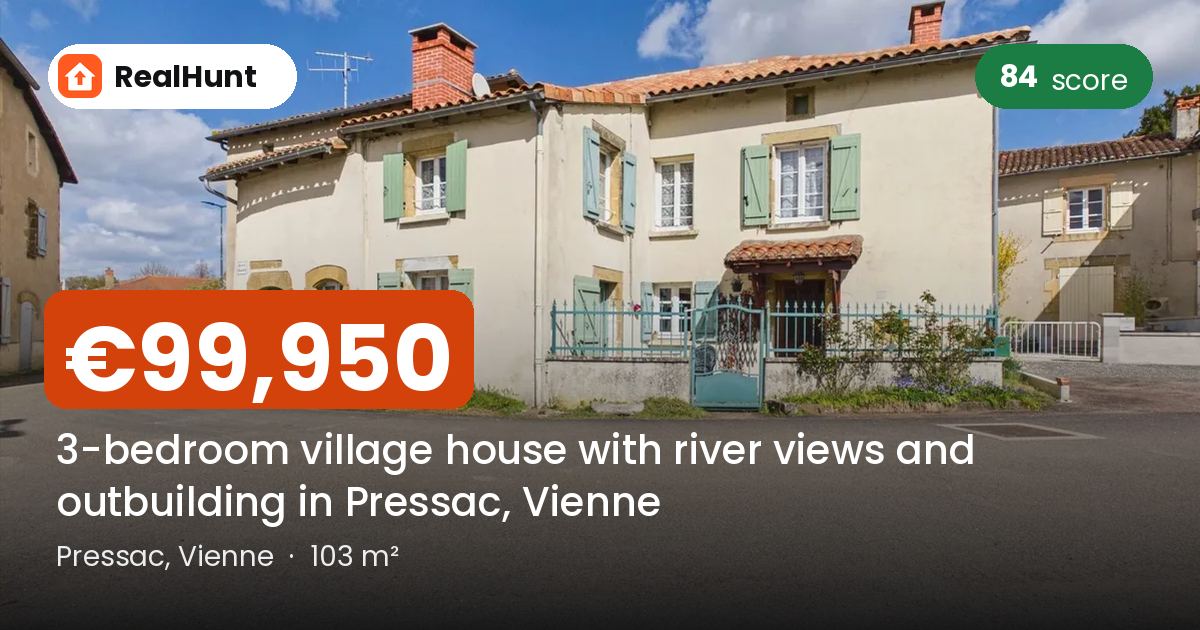 RealHunt
84 score
€99,950
3-bedroom village house with river views and
outbuilding in Pressac, Vienne
Pressac, Vienne · 103 m²